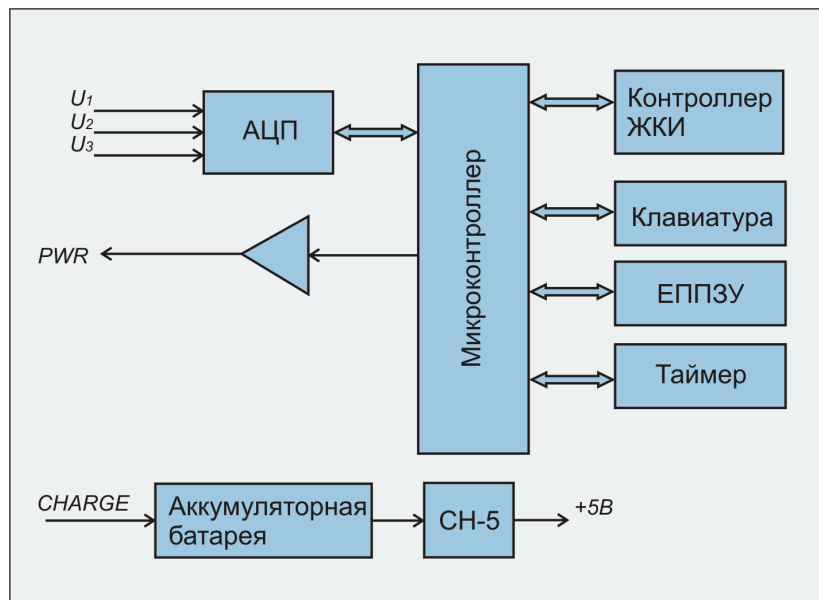 U1
U2
U3
АЦП
Микроконтроллер
Контроллер
ЖКИ
Клавиатура
PWR
ЕППЗУ
Таймер
CHARGE
Аккумуляторная
батарея
СН-5
+5В